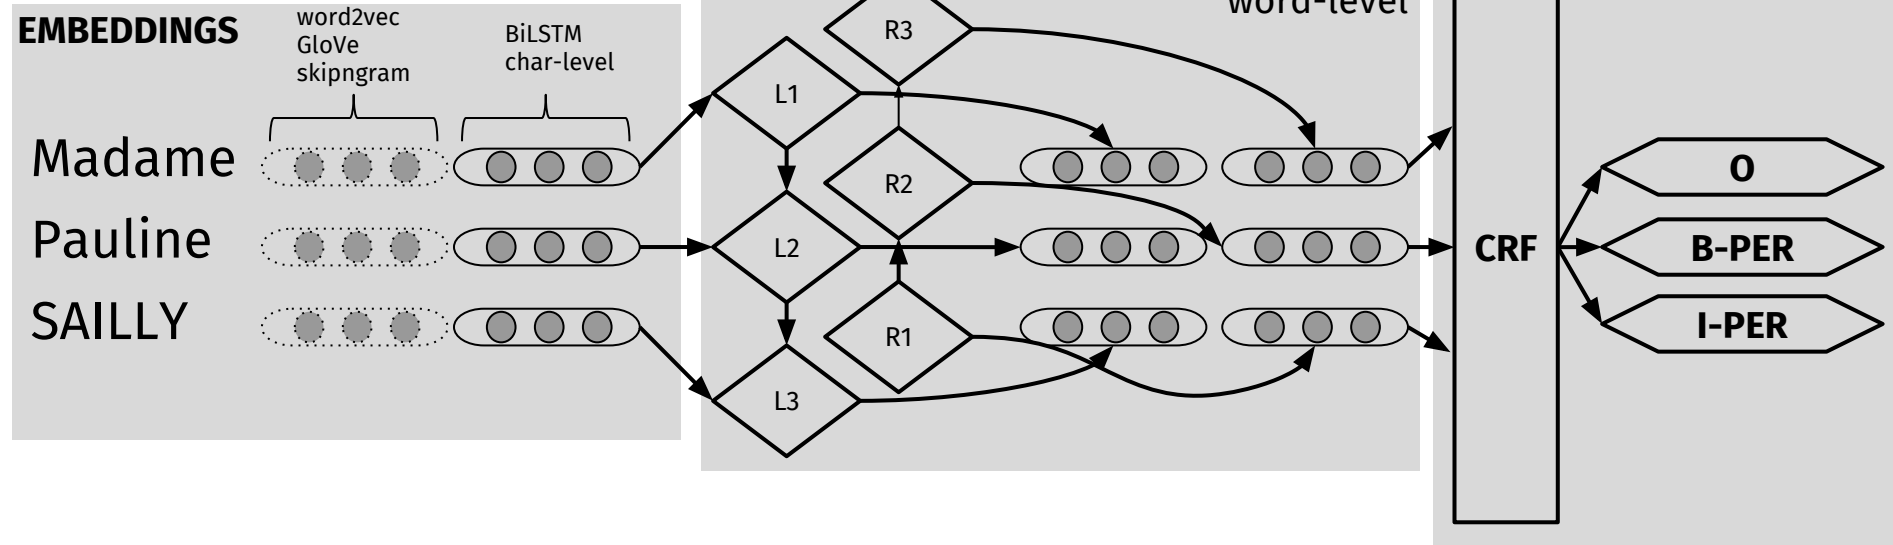 EMBEDDINGS
word2vec
GloVe
skipngram
BiLSTM
char-level
word-level
Madame
Pauline
SAILLY
L1
L2
L3
R3
R2
R1
CRF
O
B-PER
I-PER